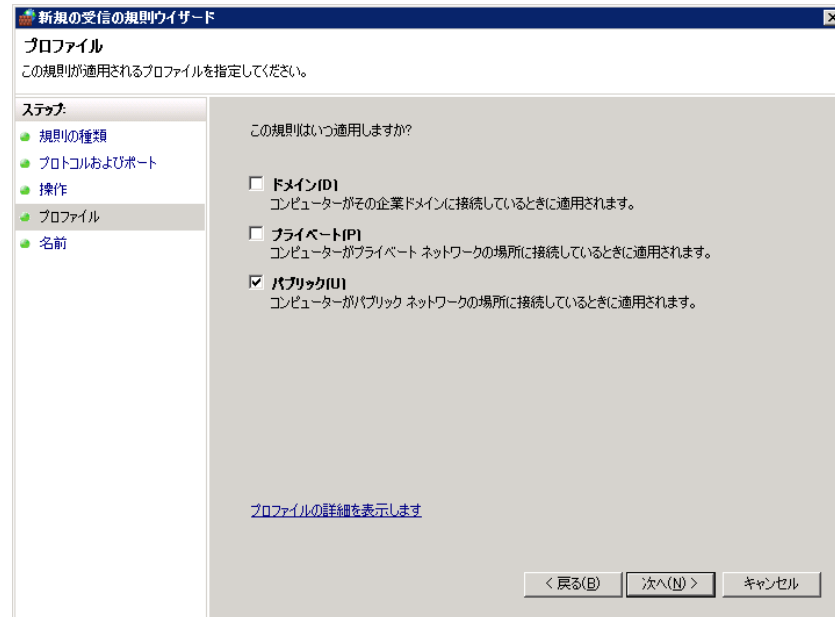 新規の受信の規則ウィザード
プロファイル
この規則が適用されるプロファイルを指定してください。
ステップ:
規則の種類
プロトコルおよびポート
操作
プロファイル
名前
この規則はいつ適用しますか?
ドメイン(D)
コンピューターがその企業ドメインに接続しているときに適用されます。
プライベート(P)
コンピューターがプライベート ネットワークの場所に接続しているときに適用されます。
パブリック(U)
コンピューターがパブリック ネットワークの場所に接続しているときに適用されます。
プロファイルの詳細を表示します
< 戻る(B)
次へ(N) >
キャンセル